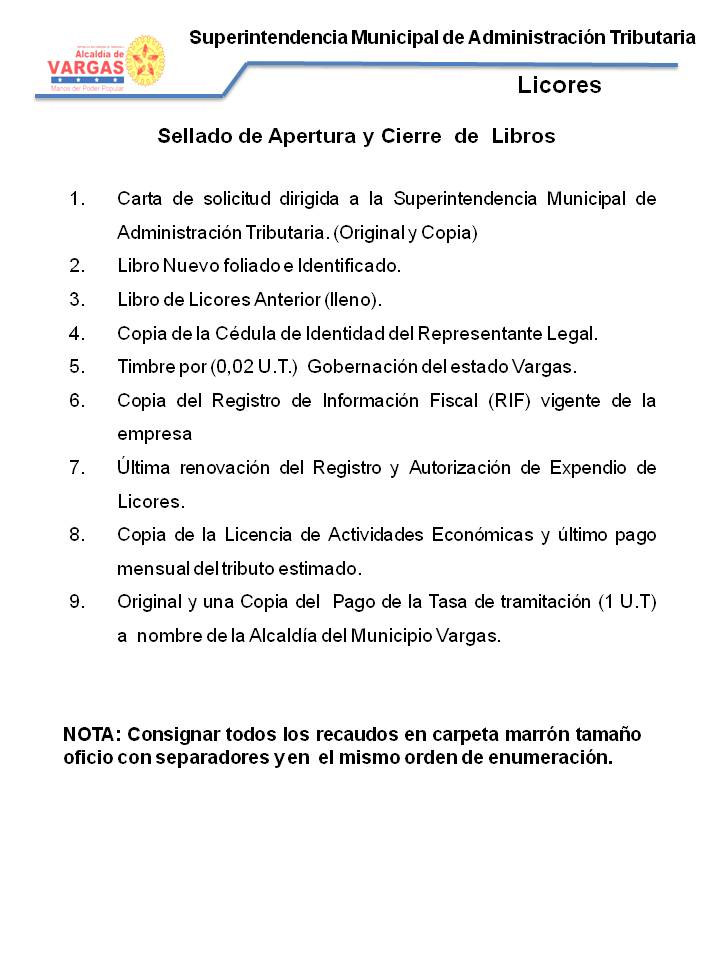 Superintendencia Municipal de Administración Tributaria
Alcaldía de
VARGAS
Manos del Poder Popular
Licores
Sellado de Apertura y Cierre de Libros
1. Carta de solicitud dirigida a la Superintendencia Municipal de
Administración Tributaria. (Original y Copia)
2. Libro Nuevo foliado e Identificado.
3. Libro de Licores Anterior (lleno).
4. Copia de la Cédula de Identidad del Representante Legal.
5. Timbre por (0,02 U.T.) Gobernación del estado Vargas.
6. Copia del Registro de Información Fiscal (RIF) vigente de la
empresa
7. Última renovación del Registro y Autorización de Expendio de
Licores.
8. Copia de la Licencia de Actividades Económicas y último pago
mensual del tributo estimado.
9. Original y una Copia del Pago de la Tasa de tramitación (1 U.T)
a nombre de la Alcaldía del Municipio Vargas.
NOTA: Consignar todos los recaudos en carpeta marrón tamaño
oficio con separadores y en el mismo orden de enumeración.